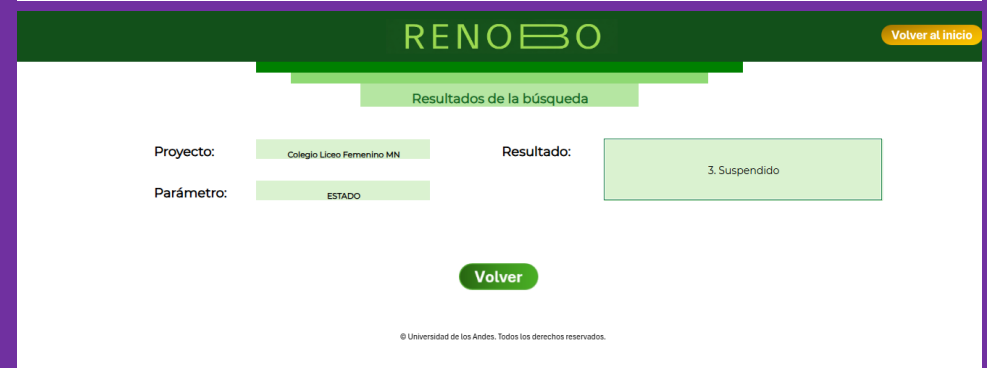 RENOBO
Volver al inicio
Resultados de la búsqueda
Proyecto:
Colegio Liceo Femenino MN
Resultado:
3. Suspendido
Parámetro:
ESTADO
Volver
© Universidad de los Andes. Todos los derechos reservados.